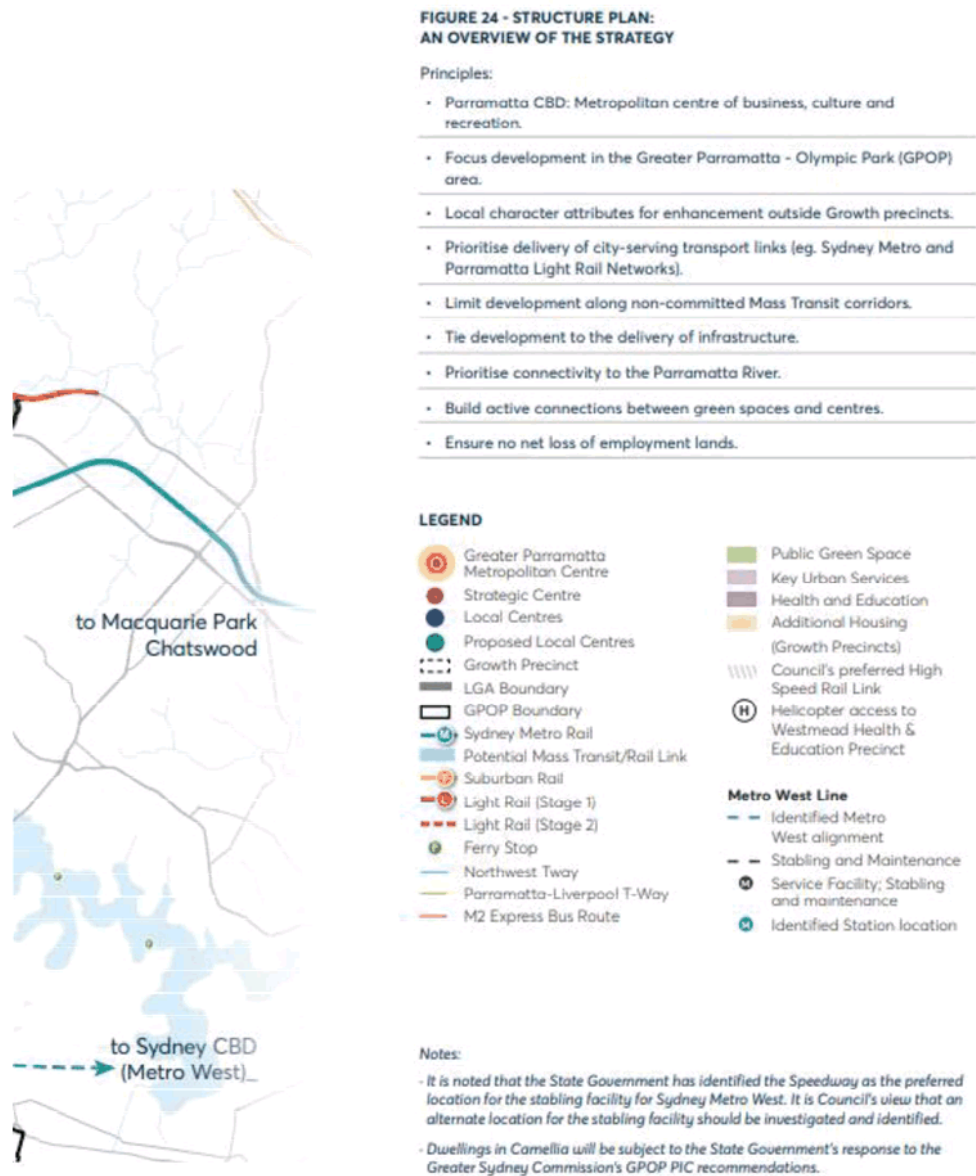 FIGURE 24 - STRUCTURE PLAN:
AN OVERVIEW OF THE STRATEGY
Principles:
• Parramatta CBD: Metropolitan centre of business, culture and
recreation.
• Focus development in the Greater Parramatta - Olympic Park (GPOP)
area.
• Local character attributes for enhancement outside Growth precincts.
• Prioritise delivery of city-serving transport links (eg. Sydney Metro and
Parramatta Light Rail Networks).
• Limit development along non-committed Mass Transit corridors.
• Tie development to the delivery of infrastructure.
• Prioritise connectivity to the Parramatta River.
• Build active connections between green spaces and centres.
• Ensure no net loss of employment lands.
to Macquarie Park
Chatswood
to Sydney CBD
(Metro West)_
LEGEND
Greater Parramatta
Metropolitan Centre
Strategic Centre
Local Centres
Proposed Local Centres
Growth Precinct
LGA Boundary
GPOP Boundary
M Sydney Metro Rail
Potential Mass Transit/Rail Link
Suburban Rail
L Light Rail (Stage 1)
Light Rail (Stage 2)
F Ferry Stop
Northwest Tway
Parramatta-Liverpool T-Way
M2 Express Bus Route
Public Green Space
Key Urban Services
Health and Education
Additional Housing
(Growth Precincts)
Council's preferred High
Speed Rail Link
H Helicopter access to
Westmead Health &
Education Precinct
Metro West Line
Identified Metro
West alignment
Stabling and Maintenance
M Service Facility; Stabling
and maintenance
M Identified Station location
Notes:
- It is noted that the State Government has identified the Speedway as the preferred
location for the stabling facility for Sydney Metro West. It is Council's view that an
alternate location for the stabling facility should be investigated and identified.
- Dwellings in Camellia will be subject to the State Government's response to the
Greater Sydney Commission's GPOP PIC recommendations.